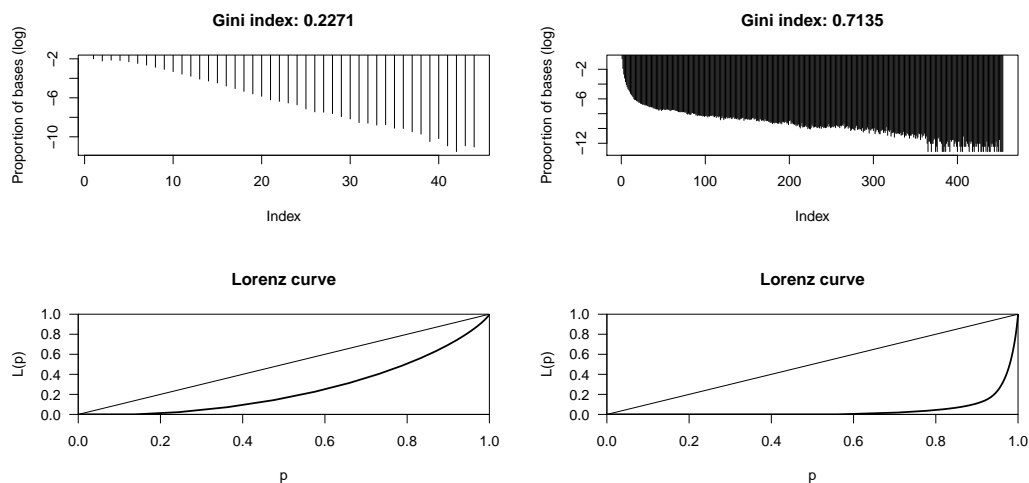 Gini index: 0.2271
Proportion of bases (log)
−2
−6
−10
0 10 20 30 40
Index
Gini index: 0.7135
Proportion of bases (log)
−2
−6
−12
0 100 200 300 400
Index
Lorenz curve
L(p)
1.0
0.8
0.6
0.4
0.2
0.0
0.0 0.2 0.4 0.6 0.8 1.0
p
Lorenz curve
L(p)
1.0
0.8
0.6
0.4
0.2
0.0
0.0 0.2 0.4 0.6 0.8 1.0
p